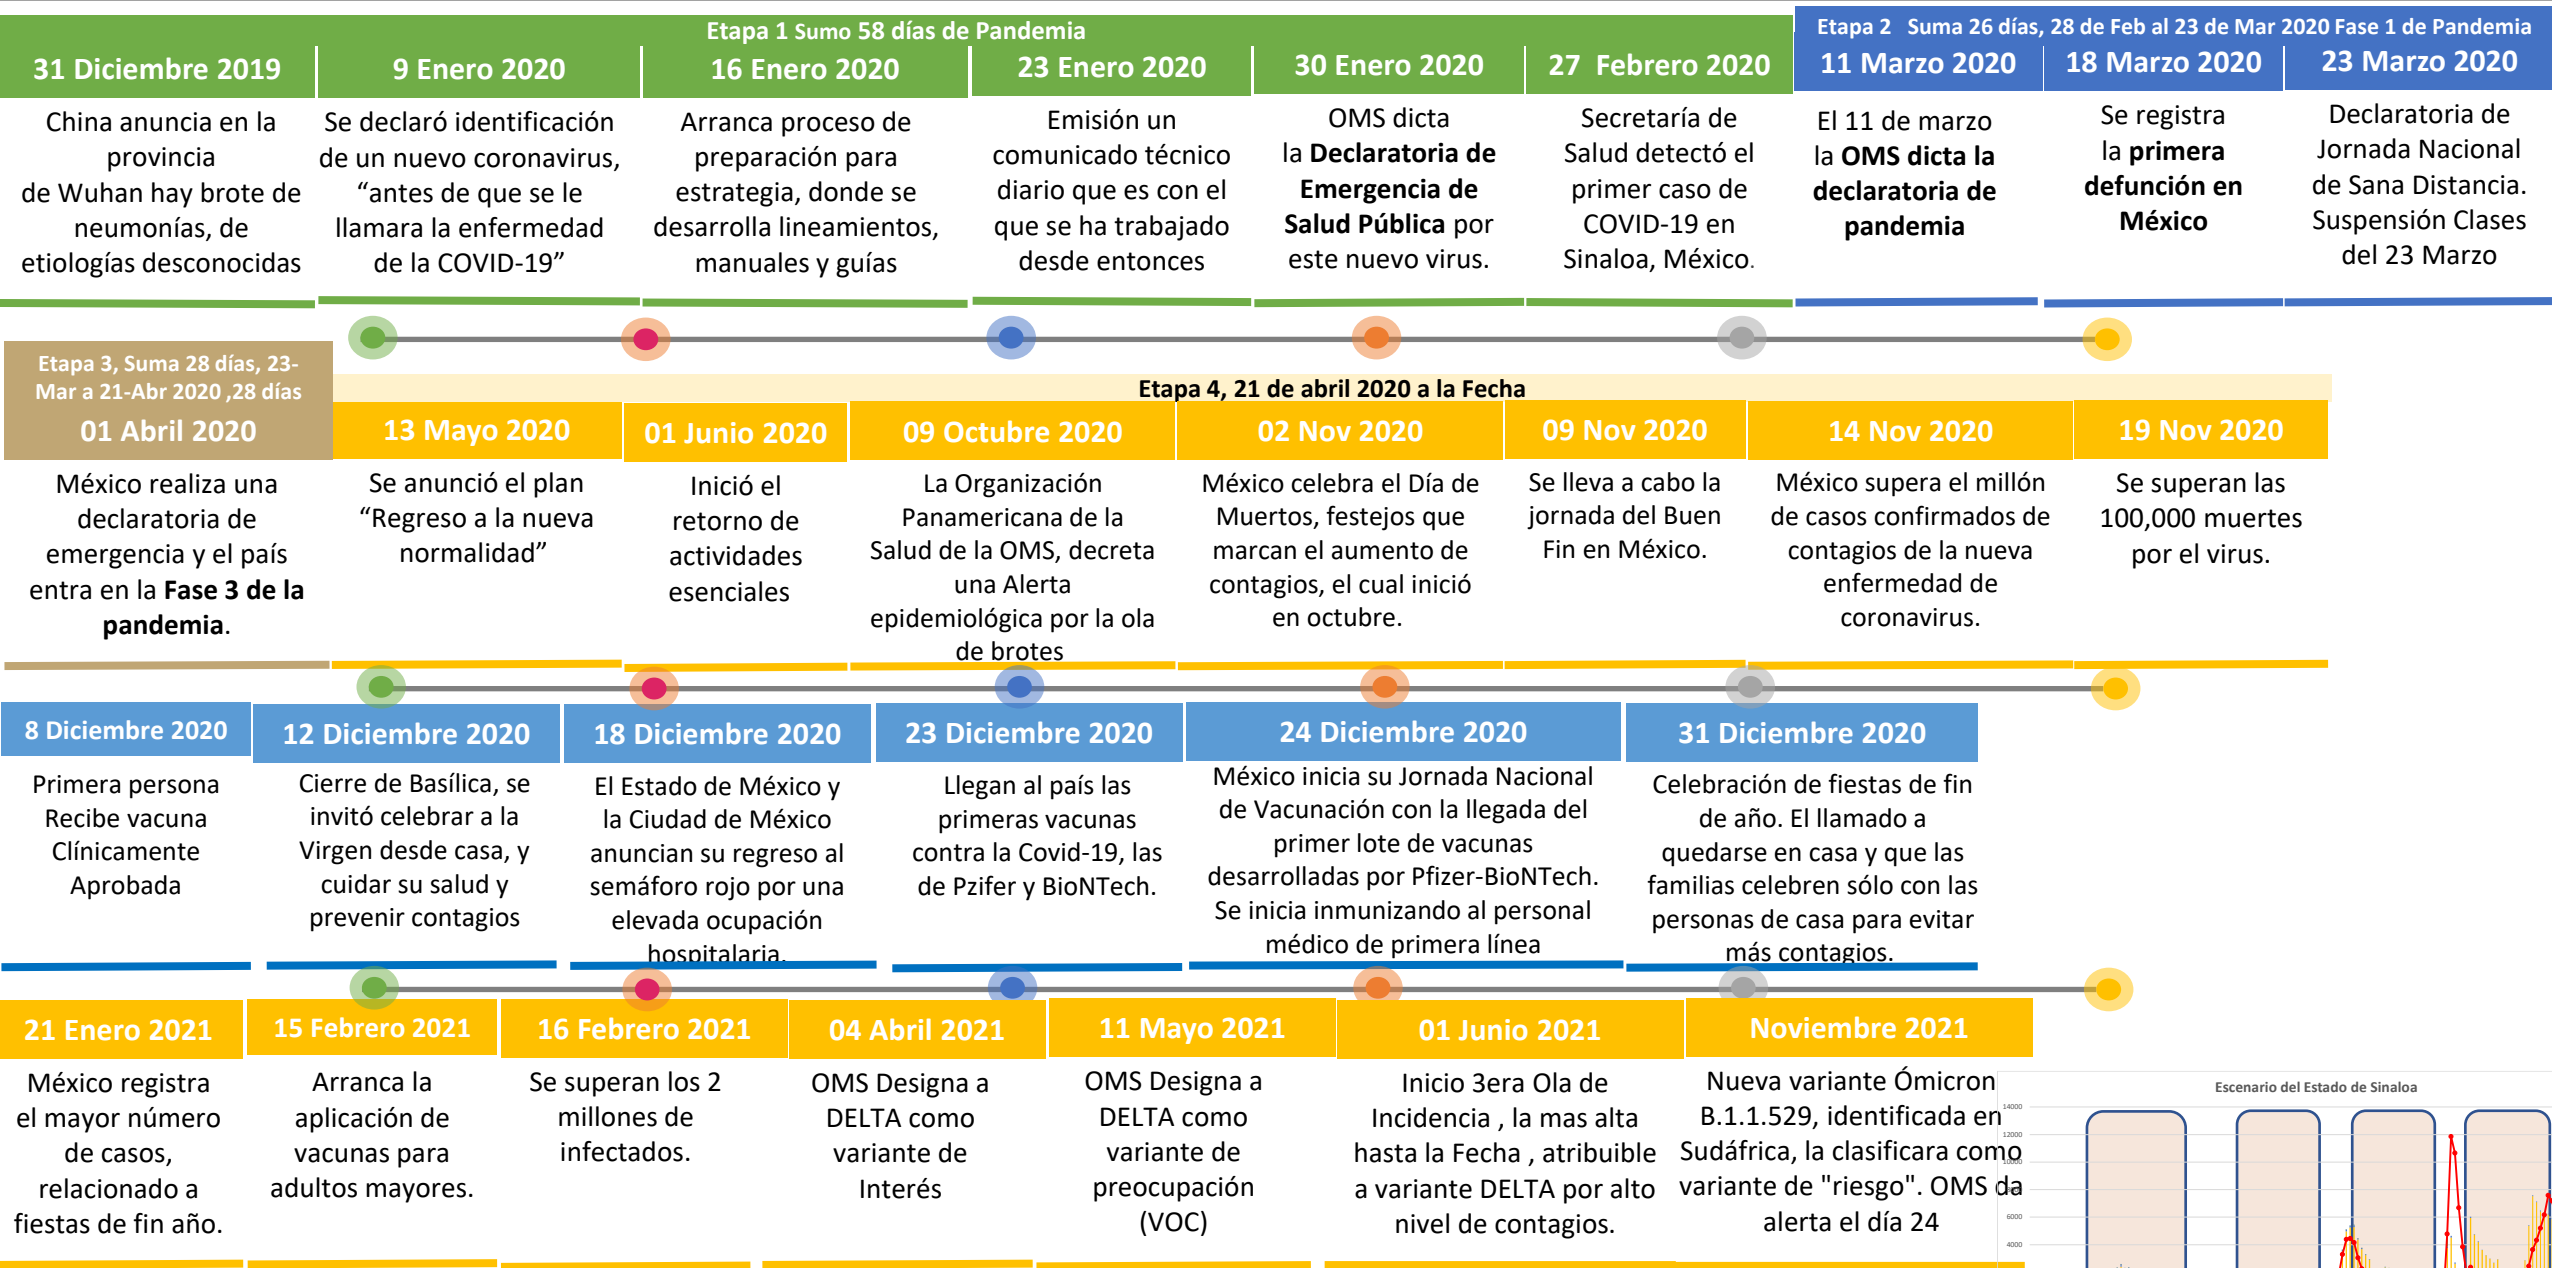 Etapa 1 Sumo 58 días de Pandemia
31 Diciembre 2019
China anuncia en la
provincia
de Wuhan hay brote de
neumonías, de
etiologías desconocidas
9 Enero 2020
Se declaró identificación
de un nuevo coronavirus,
“antes de que se le
llamara la enfermedad
de la COVID-19”
16 Enero 2020
Arranca proceso de
preparación para
estrategia, donde se
desarrolla lineamientos,
manuales y guías
23 Enero 2020
Emisión un
comunicado técnico
diario que es con el
que se ha trabajado
desde entonces
30 Enero 2020
OMS dicta
la Declaratoria de
Emergencia de
Salud Pública por
este nuevo virus.
27 Febrero 2020
Secretaría de
Salud detectó el
primer caso de
COVID-19 en
Sinaloa, México.
Etapa 2 Suma 26 días, 28 de Feb al 23 de Mar 2020 Fase 1 de Pandemia
11 Marzo 2020
El 11 de marzo
la OMS dicta la
declaratoria de
pandemia
18 Marzo 2020
Se registra
la primera
defunción en
México
23 Marzo 2020
Declaratoria de
Jornada Nacional
de Sana Distancia.
Suspensión Clases
del 23 Marzo
Etapa 3, Suma 28 días, 23-
Mar a 21-Abr 2020 ,28 días
01 Abril 2020
México realiza una
declaratoria de
emergencia y el país
entra en la Fase 3 de la
pandemia.
Etapa 4, 21 de abril 2020 a la Fecha
13 Mayo 2020
Se anunció el plan
“Regreso a la nueva
normalidad”
01 Junio 2020
Inició el
retorno de
actividades
esenciales
09 Octubre 2020
La Organización
Panamericana de la
Salud de la OMS, decreta
una Alerta
epidemiológica por la ola
de brotes
02 Nov 2020
México celebra el Día de
Muertos, festejos que
marcan el aumento de
contagios, el cual inició
en octubre.
09 Nov 2020
Se lleva a cabo la
jornada del Buen
Fin en México.
14 Nov 2020
México supera el millón
de casos confirmados de
contagios de la nueva
enfermedad de
coronavirus.
19 Nov 2020
Se superan las
100,000 muertes
por el virus.
8 Diciembre 2020
Primera persona
Recibe vacuna
Clínicamente
Aprobada
12 Diciembre 2020
Cierre de Basílica, se
invitó celebrar a la
Virgen desde casa, y
cuidar su salud y
prevenir contagios
18 Diciembre 2020
El Estado de México y
la Ciudad de México
anuncian su regreso al
semáforo rojo por una
elevada ocupación
hospitalaria.
23 Diciembre 2020
Llegan al país las
primeras vacunas
contra la Covid-19, las
de Pzifer y BioNTech.
24 Diciembre 2020
México inicia su Jornada Nacional
de Vacunación con la llegada del
primer lote de vacunas
desarrolladas por Pfizer-BioNTech.
Se inicia inmunizando al personal
médico de primera línea
31 Diciembre 2020
Celebración de fiestas de fin
de año. El llamado a
quedarse en casa y que las
familias celebren sólo con las
personas de casa para evitar
más contagios.
21 Enero 2021
México registra
el mayor número
de casos,
relacionado a
fiestas de fin año.
15 Febrero 2021
Arranca la
aplicación de
vacunas para
adultos mayores.
16 Febrero 2021
Se superan los 2
millones de
infectados.
04 Abril 2021
OMS Designa a
DELTA como
variante de
Interés
11 Mayo 2021
OMS Designa a
DELTA como
variante de
preocupación
(VOC)
01 Junio 2021
Inicio 3era Ola de
Incidencia , la mas alta
hasta la Fecha , atribuible
a variante DELTA por alto
nivel de contagios.
Noviembre 2021
Nueva variante Ómicron
B.1.1.529, identificada en
Sudáfrica, la clasificara como
variante de "riesgo". OMS da
alerta el día 24
Escenario del Estado de Sinaloa
14000
12000
10000
6000
4000